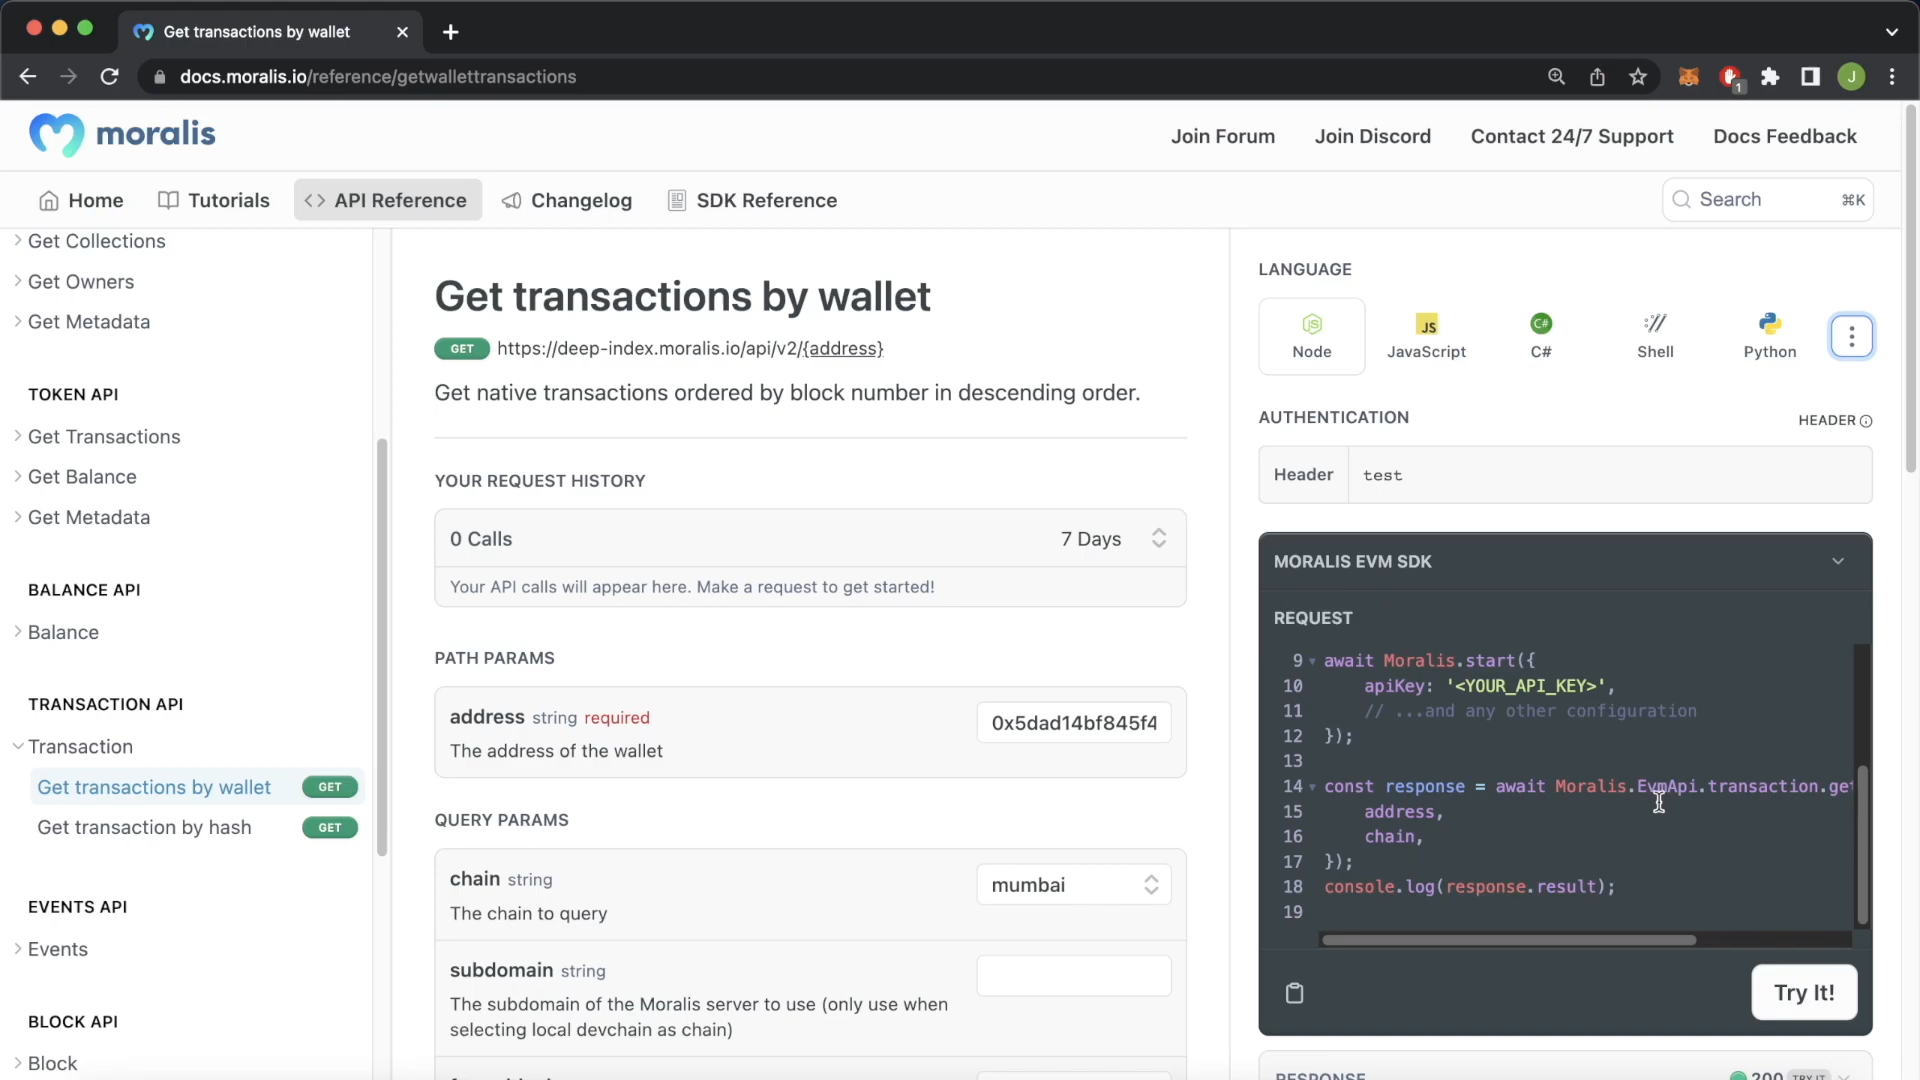 Get transactions by wallet
docs.moralis.io/reference/getwallettransactions
1
J
moralis
Join Forum
Join Discord
Contact 24/7 Support
Docs Feedback
Home
Tutorials
<> API Reference
Changelog
SDK Reference
Search
⌘K
Get Collections
Get Owners
Get Metadata
TOKEN API
Get Transactions
Get Balance
Get Metadata
BALANCE API
Balance
TRANSACTION API
Transaction
Get transactions by wallet GET
Get transaction by hash GET
EVENTS API
Events
BLOCK API
Block
Get transactions by wallet
GET https://deep-index.moralis.io/api/v2/{address}
Get native transactions ordered by block number in descending order.
YOUR REQUEST HISTORY
0 Calls
7 Days
Your API calls will appear here. Make a request to get started!
PATH PARAMS
address string required
The address of the wallet
0x5dad14bf845f4
QUERY PARAMS
chain string
The chain to query
mumbai
subdomain string
The subdomain of the Moralis server to use (only use when
selecting local devchain as chain)
LANGUAGE
JS
Node
JS
JavaScript
C#
C#
Shell
Python
AUTHENTICATION
HEADER
Header test
MORALIS EVM SDK
REQUEST
9 await Moralis.start({
10 apiKey: '<YOUR_API_KEY>',
11 // ...and any other configuration
12 });
13
14 const response = await Moralis.EvmApi.transaction.get
15 address,
16 chain,
17 });
18 console.log(response.result);
19
Try It!
RESPONSE
200 TRY IT